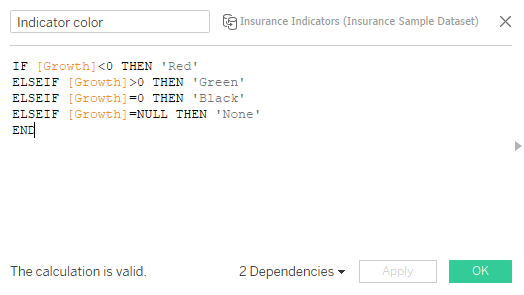 Indicator color
Insurance Indicators (Insurance Sample Dataset)
IF [Growth]<0 THEN 'Red'
ELSEIF [Growth]>0 THEN 'Green'
ELSEIF [Growth]=0 THEN 'Black'
ELSEIF [Growth]=NULL THEN 'None'
END
The calculation is valid.
2 Dependencies
Apply
OK